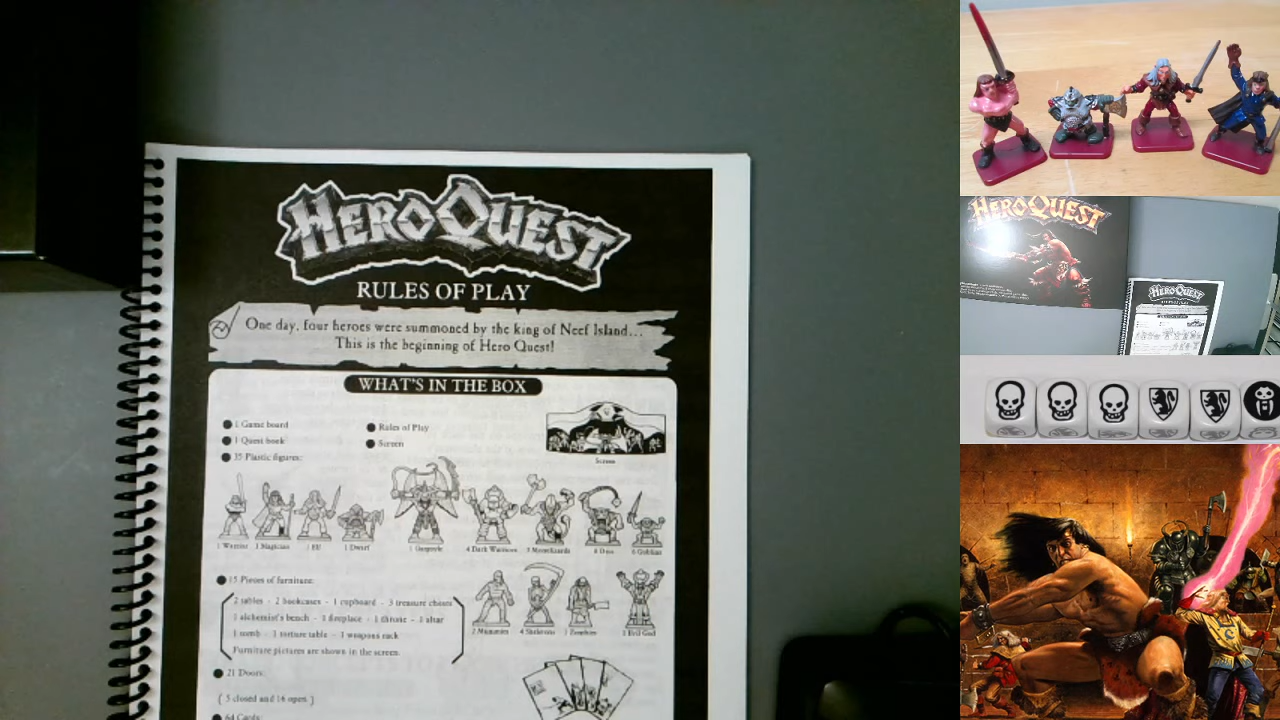 HEROQUEST
RULES OF PLAY
One day, four heroes were summoned by the king of Neef Island...
This is the beginning of Hero Quest!
WHAT'S IN THE BOX
1 Game board
1 Quest book
35 Plastic figures:
Rules of Play
Screen
Screen
1 Warrior 1 Magician 1 Elf 1 Dwarf 1 Gargoyle 4 Dark Warriors 8 Orcs 6 Goblins
15 Pieces of furniture:
2 tables - 2 bookcases - 1 cupboard - 3 treasure chests
1 alchemist's bench - 1 fireplace - 1 throne - 1 altar
1 tomb - 1 torture table - 1 weapons rack
Furniture pictures are shown in the screen.
2 Mummies 4 Skeletons Zombies 1 Evil God
21 Doors:
( 5 closed and 16 open. )
64 Cards:
HEROQUEST
HEROQUEST